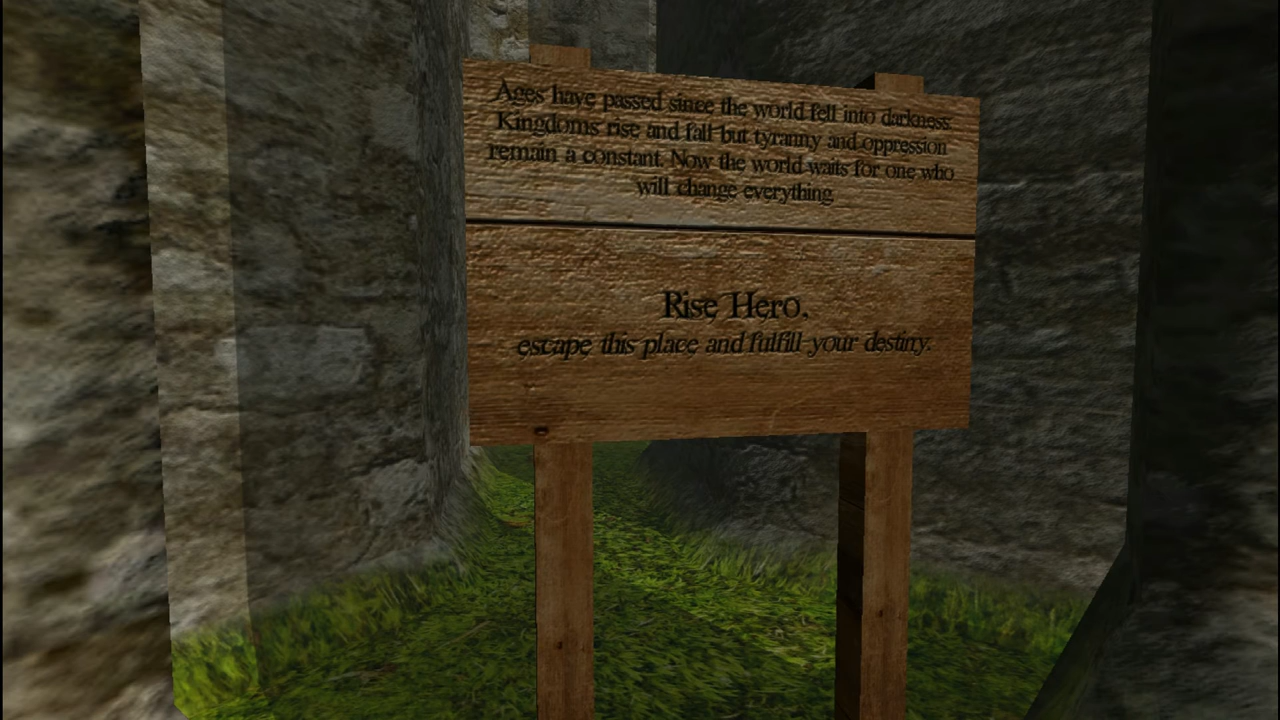 Ages have passed since the world fell into darkness.
Kingdoms rise and fall but tyranny and oppression
remain a constant. Now the world waits for one who
will change everything.
Rise Hero,
escape this place and fulfill your destiny.